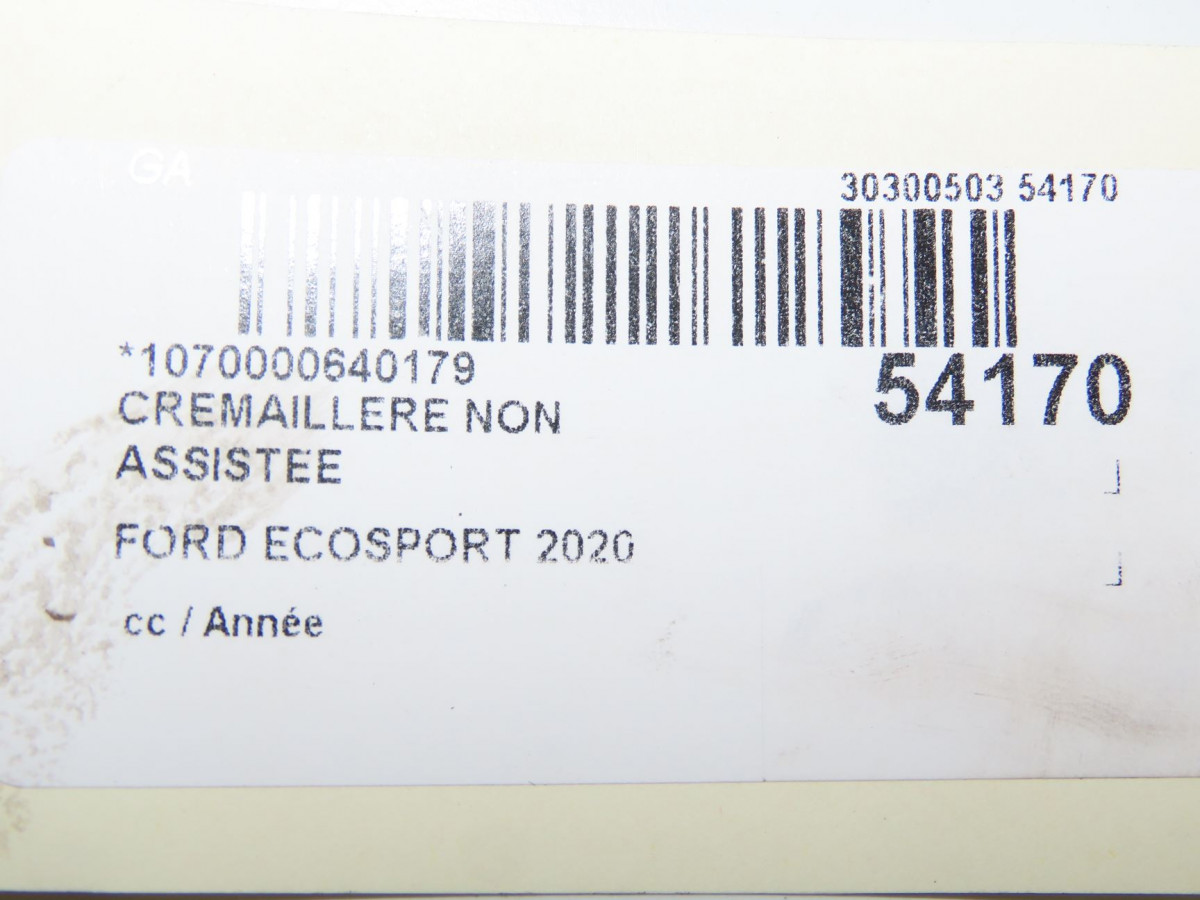 GA
30300503 54170
*1070000640179
54170
CREMAILLERE NON
ASSISTEE
FORD ECOSPORT 2020
cc / Année